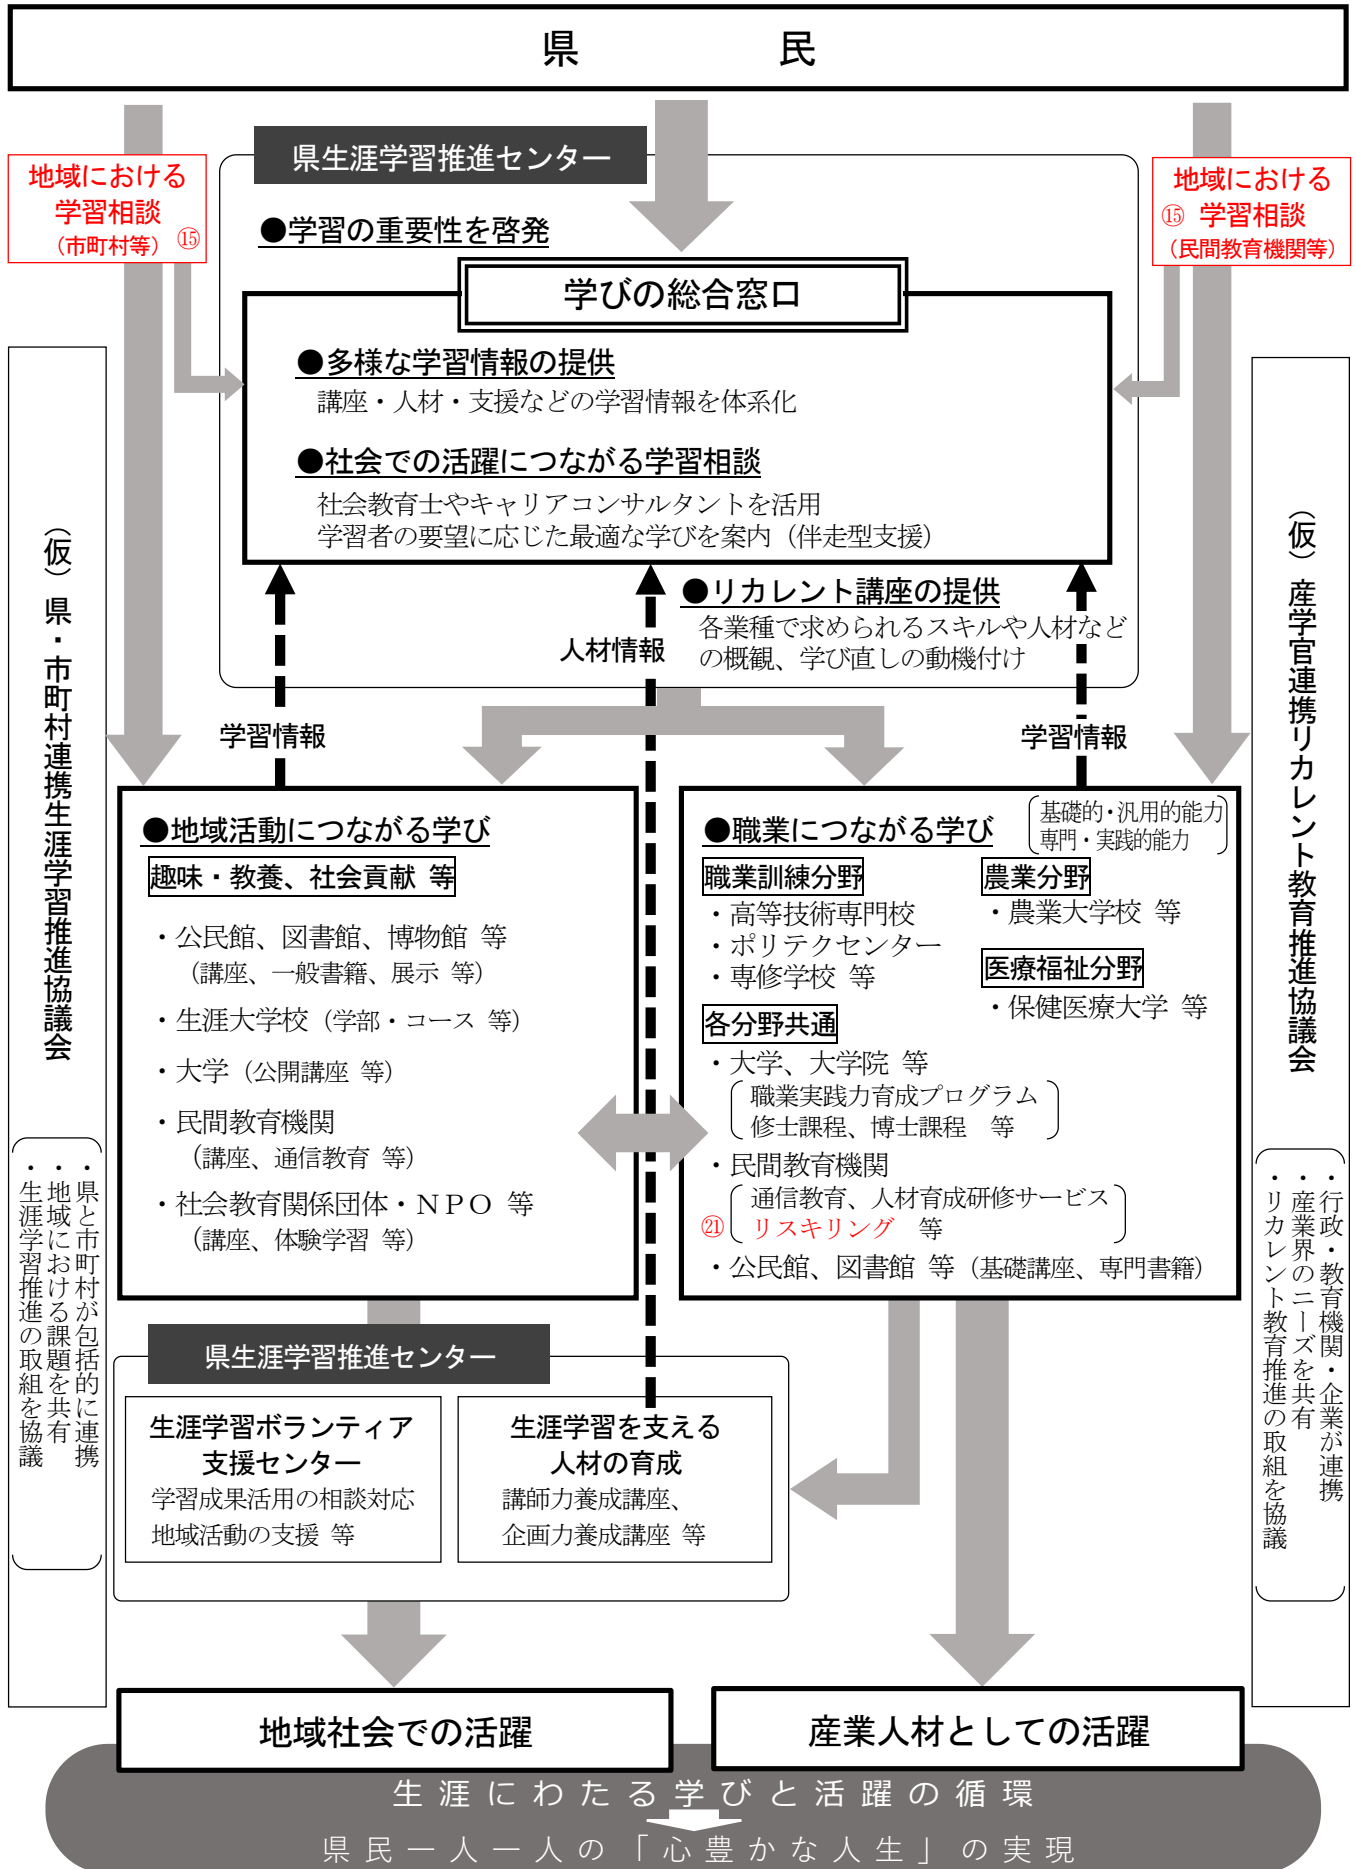 県　民
県生涯学習推進センター
地域における
学習相談
（市町村等）⑮
地域における
⑮ 学習相談
（民間教育機関等）
●学習の重要性を啓発
学びの総合窓口
●多様な学習情報の提供
講座・人材・支援などの学習情報を体系化
●社会での活躍につながる学習相談
社会教育士やキャリアコンサルタントを活用
学習者の要望に応じた最適な学びを案内（伴走型支援）
●リカレント講座の提供
各業種で求められるスキルや人材など
の概観、学び直しの動機付け
人材情報
学習情報
学習情報
（仮）県・市町村連携生涯学習推進協議会
・県と市町村が包括的に連携
・地域における課題を共有
・生涯学習推進の取組を協議
（仮）産学官連携リカレント教育推進協議会
・行政・教育機関・企業が連携
・産業界のニーズを共有
・リカレント教育推進の取組を協議
●地域活動につながる学び
趣味・教養、社会貢献 等
・公民館、図書館、博物館 等
（講座、一般書籍、展示 等）
・生涯大学校（学部・コース 等）
・大学（公開講座 等）
・民間教育機関
（講座、通信教育 等）
・社会教育関係団体・ＮＰＯ 等
（講座、体験学習 等）
●職業につながる学び
基礎的・汎用的能力
専門・実践的能力
職業訓練分野
・高等技術専門校
・ポリテクセンター
・専修学校 等
農業分野
・農業大学校 等
医療福祉分野
・保健医療大学 等
各分野共通
・大学、大学院 等
職業実践力育成プログラム
修士課程、博士課程　等
・民間教育機関
通信教育、人材育成研修サービス
㉑ リスキリング　等
・公民館、図書館 等（基礎講座、専門書籍）
県生涯学習推進センター
生涯学習ボランティア
支援センター
学習成果活用の相談対応
地域活動の支援 等
生涯学習を支える
人材の育成
講師力養成講座、
企画力養成講座 等
地域社会での活躍
産業人材としての活躍
生涯にわたる学びと活躍の循環
県民一人一人の「心豊かな人生」の実現